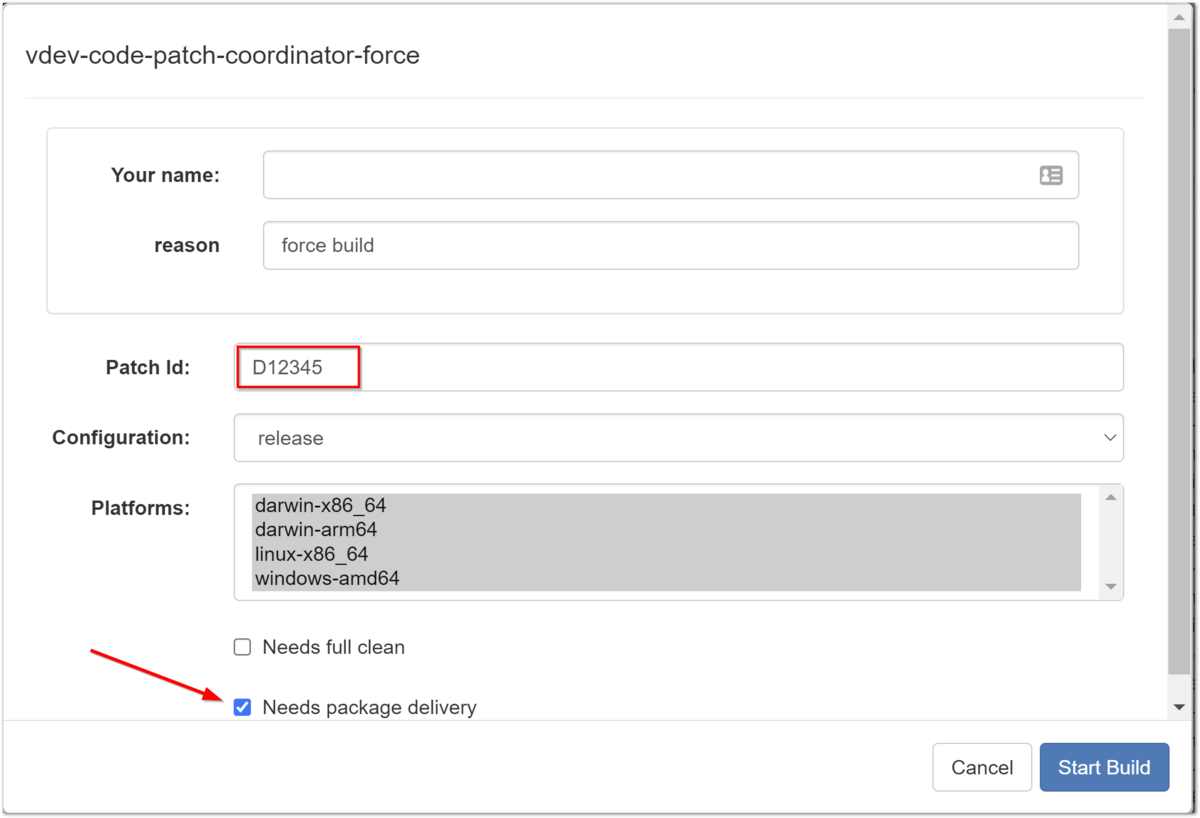 vdev-code-patch-coordinator-force
Your name:
reason force build
Patch Id: D12345
Configuration: release
Platforms: darwin-x86_64
darwin-arm64
linux-x86_64
windows-amd64
Needs full clean
Needs package delivery
Cancel Start Build